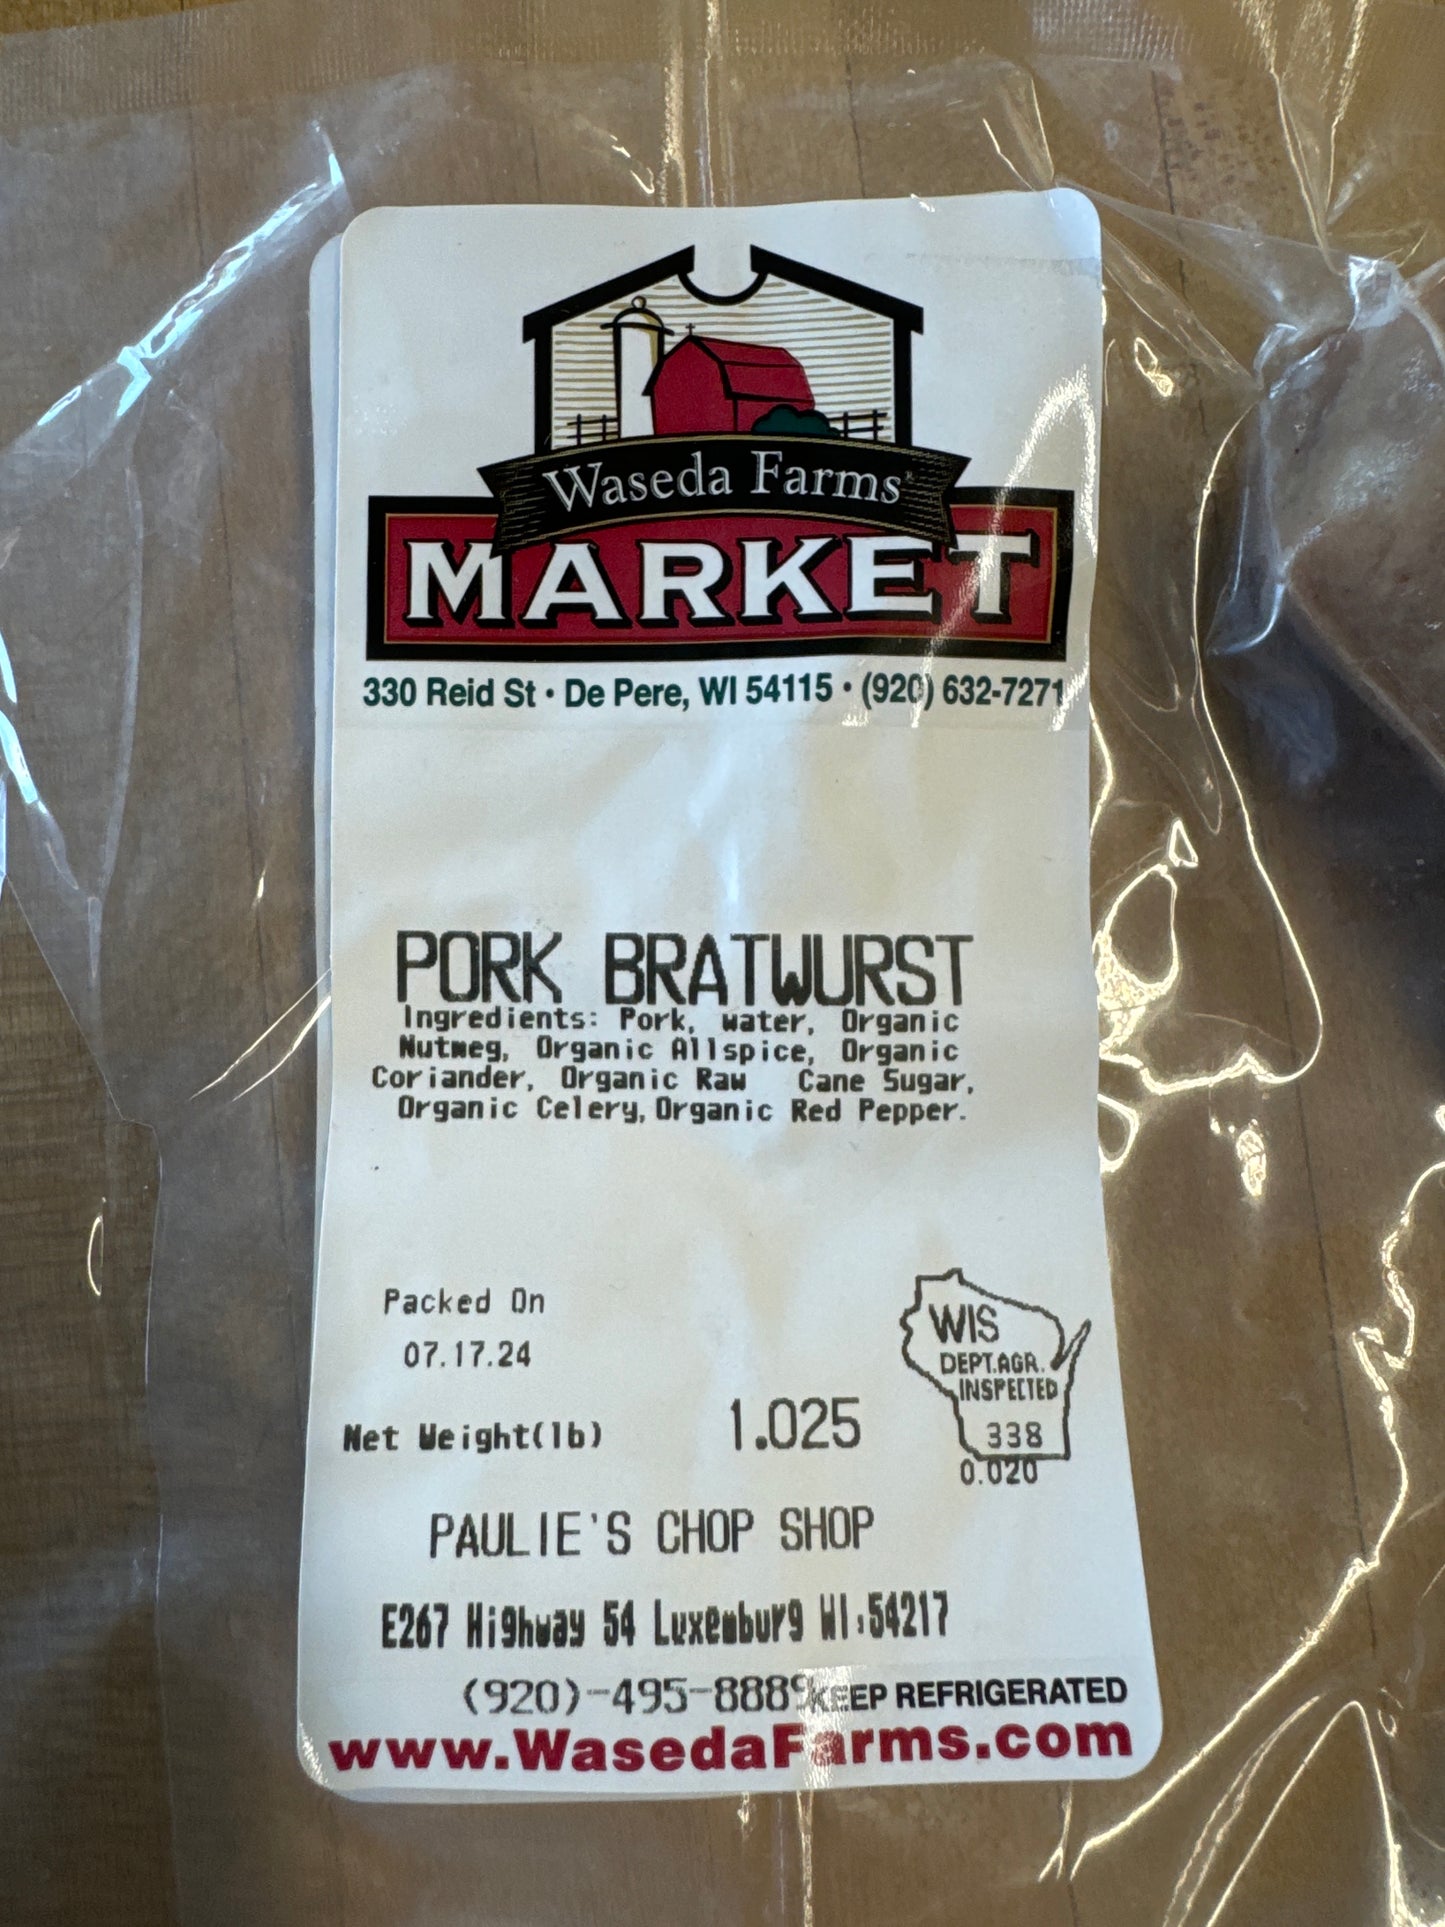 Waseda Farms
MARKET
330 Reid St • De Pere, WI 54115 • (920) 632-7271
PORK BRATWURST
Ingredients: Pork, water, Organic
Nutmeg, Organic Allspice, Organic
Coriander, Organic Raw Cane Sugar,
Organic Celery, Organic Red Pepper.
Packed On
07.17.24
Net Weight(lb) 1.025
WIS
DEPT.AGR.
INSPECTED
338
0.020
PAULIE'S CHOP SHOP
E267 Highway 54 Luxemburg WI,54217
(920)-495-8889 KEEP REFRIGERATED
www.WasedaFarms.com